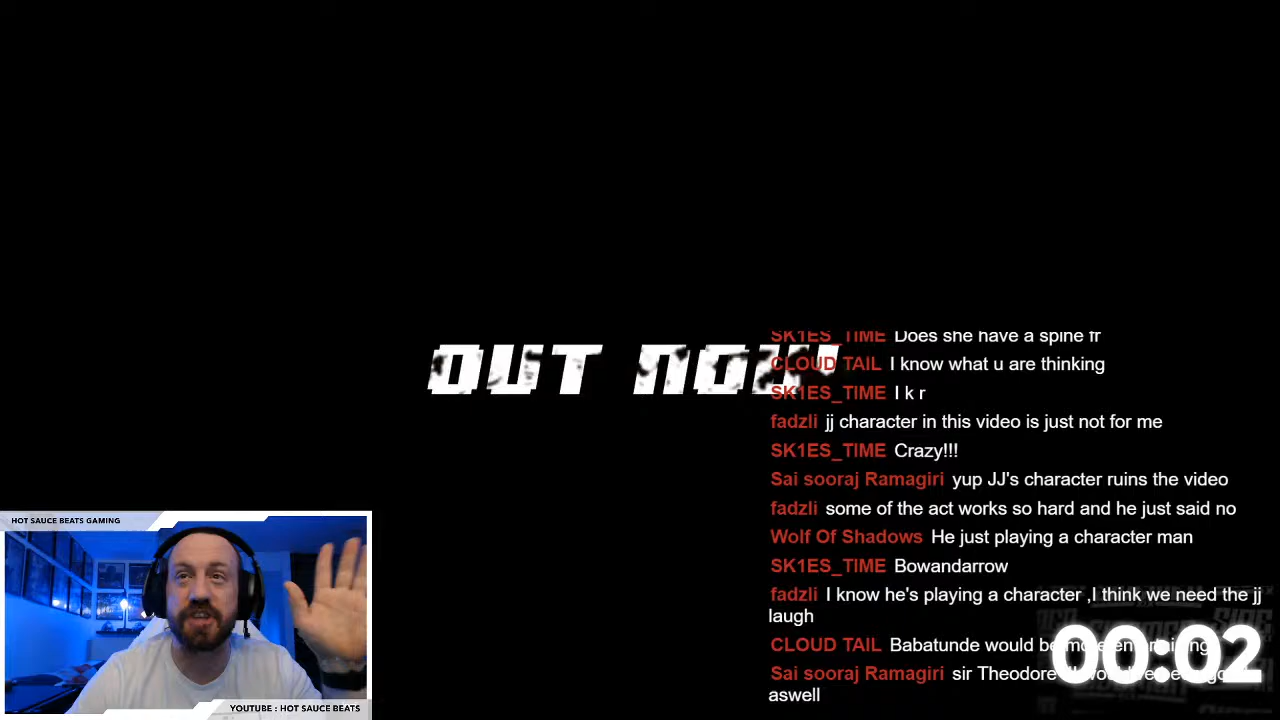 SK1ES_TIME Does she have a spine fr
OUT NOW
CLOUD TAIL I know what u are thinking
SK1ES_TIME I k r
fadzli jj character in this video is just not for me
SK1ES_TIME Crazy!!!
Sai sooraj Ramagiri yup JJ's character ruins the video
fadzli some of the act works so hard and he just said no
Wolf Of Shadows He just playing a character man
SK1ES_TIME Bowandarrow
fadzli I know he's playing a character ,I think we need the jj
laugh
CLOUD TAIL Babatunde would be more entertaining
Sai sooraj Ramagiri sir Theodore
aswell
00:02
HOT SAUCE BEATS GAMING
YOUTUBE : HOT SAUCE BEATS